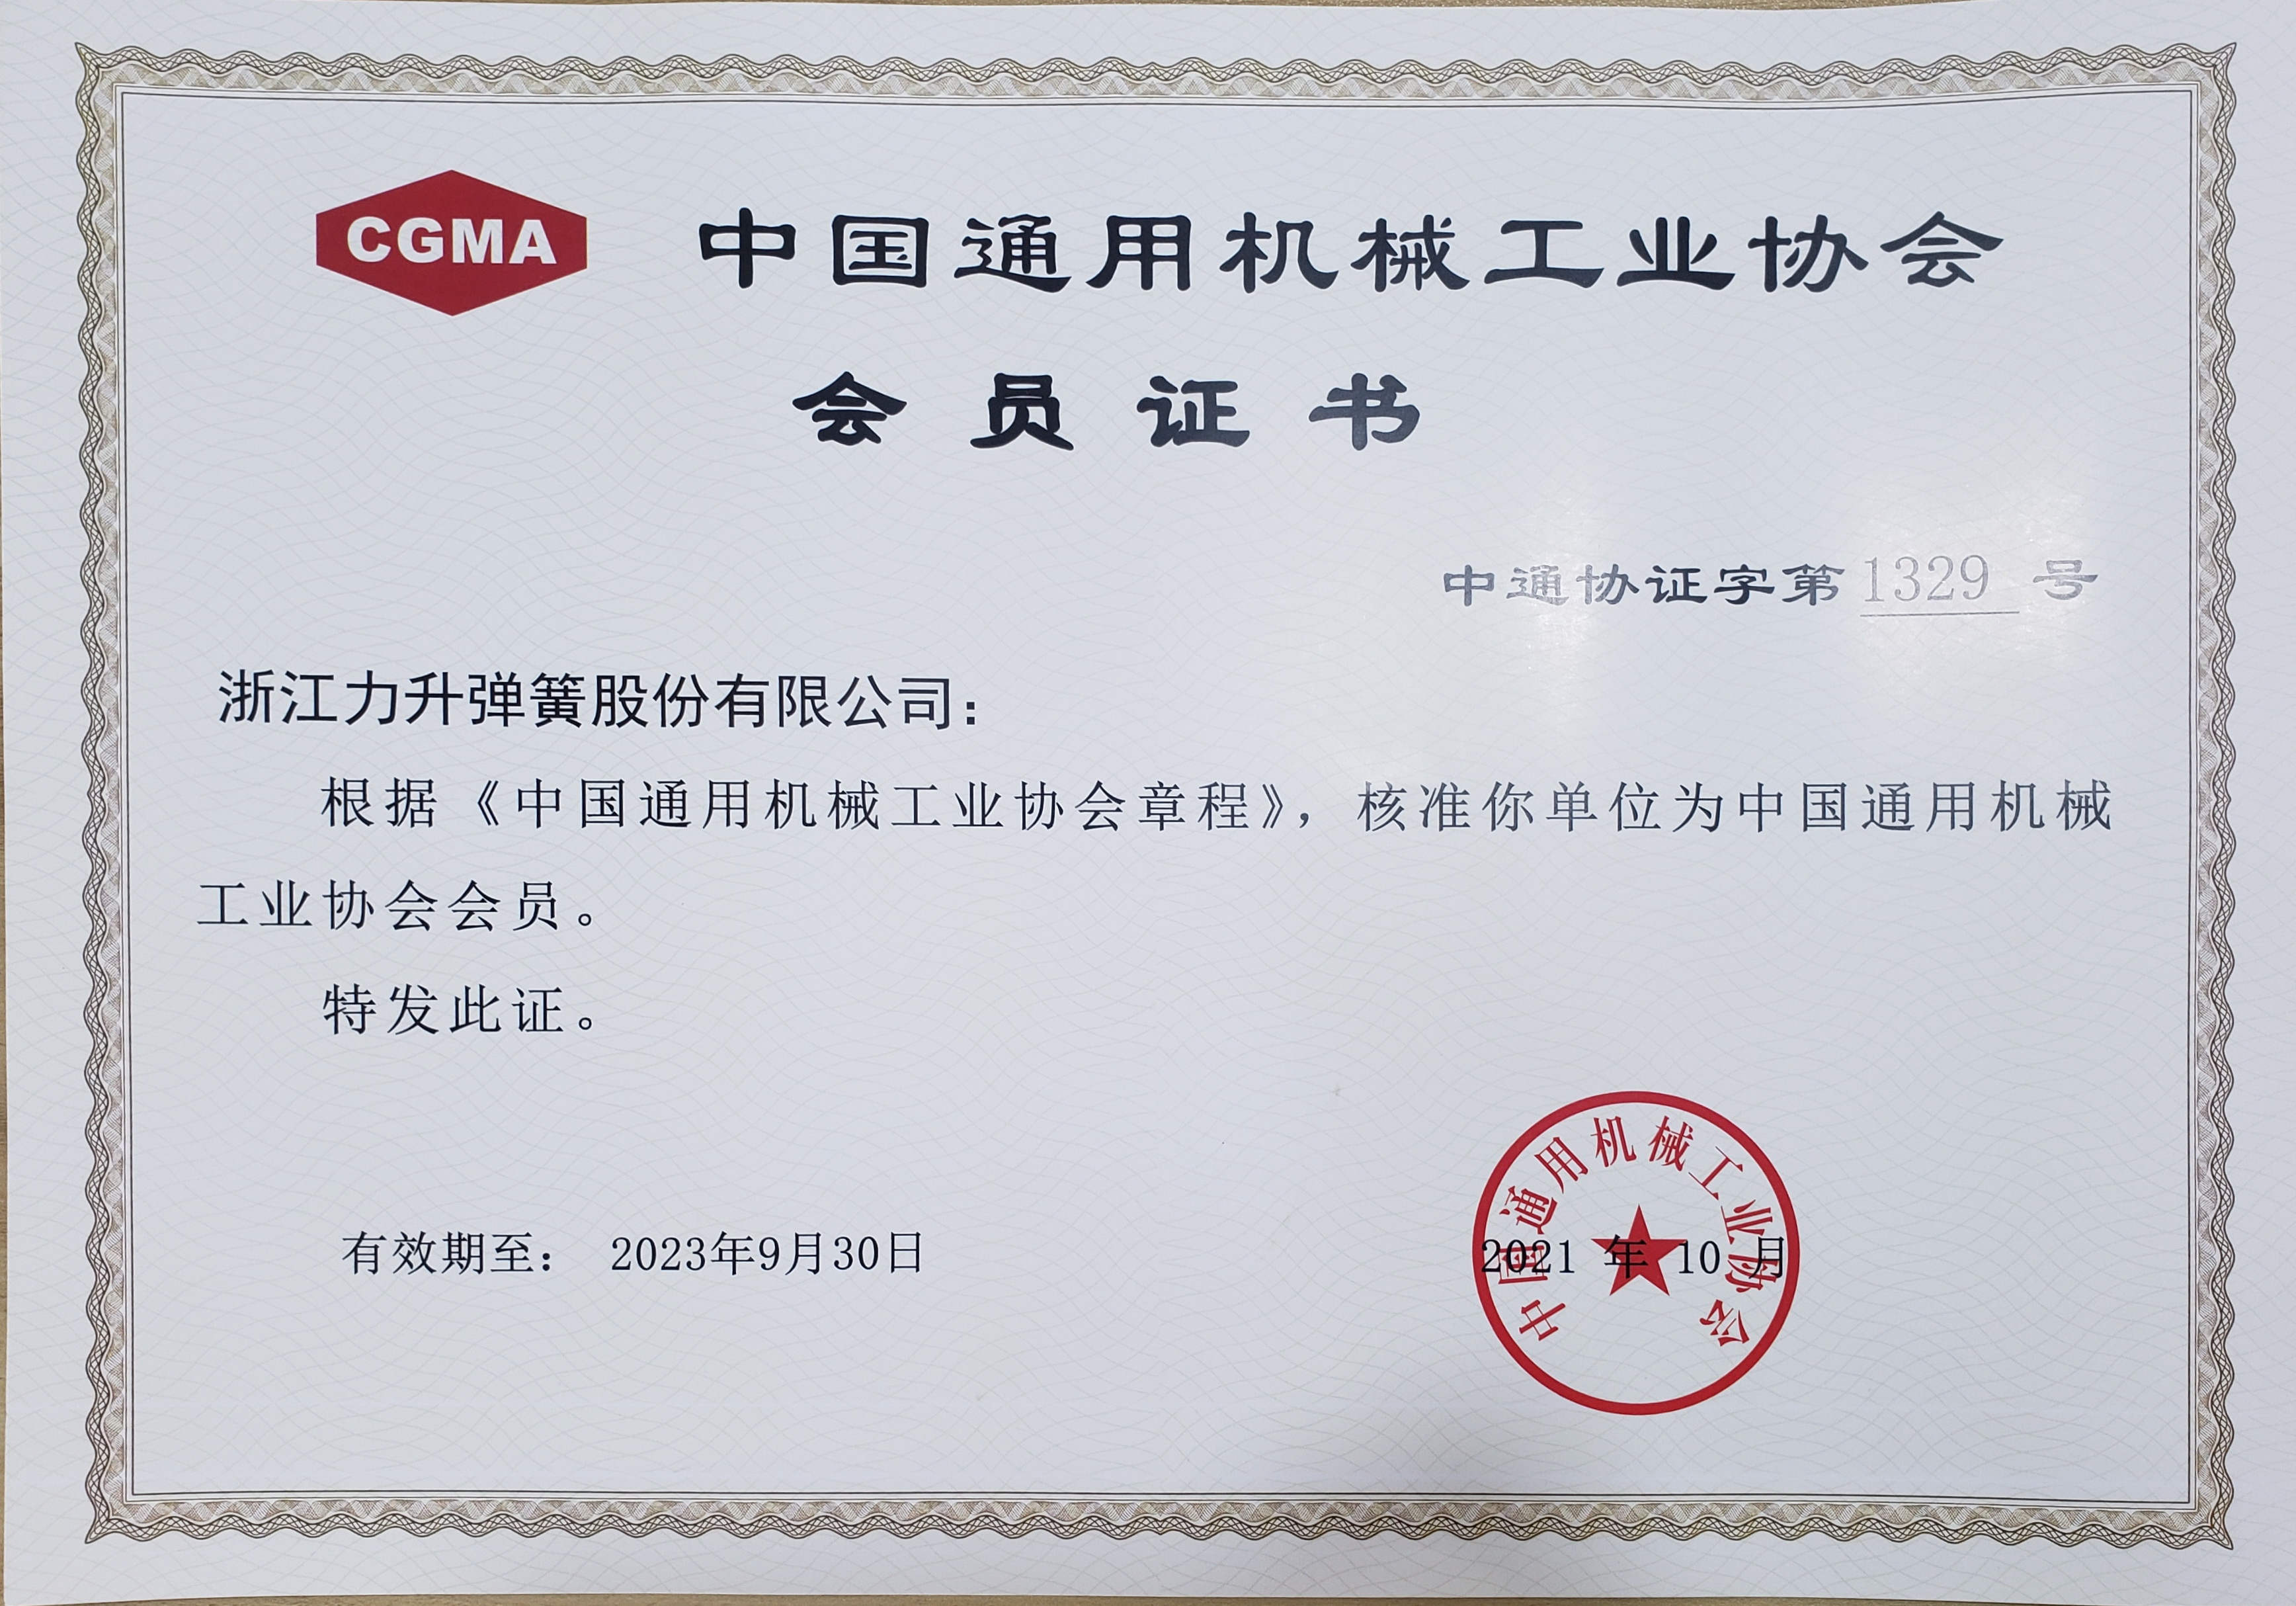 CGMA
中国通用机械工业协会
会员证书
中通协证字第1329 号
浙江力升弹簧股份有限公司：
根据《中国通用机械工业协会章程》，核准你单位为中国通用机械
工业协会会员。
特发此证。
中国通用机械工业协会
有效期至： 2023年9月30日
2021 年 10 月